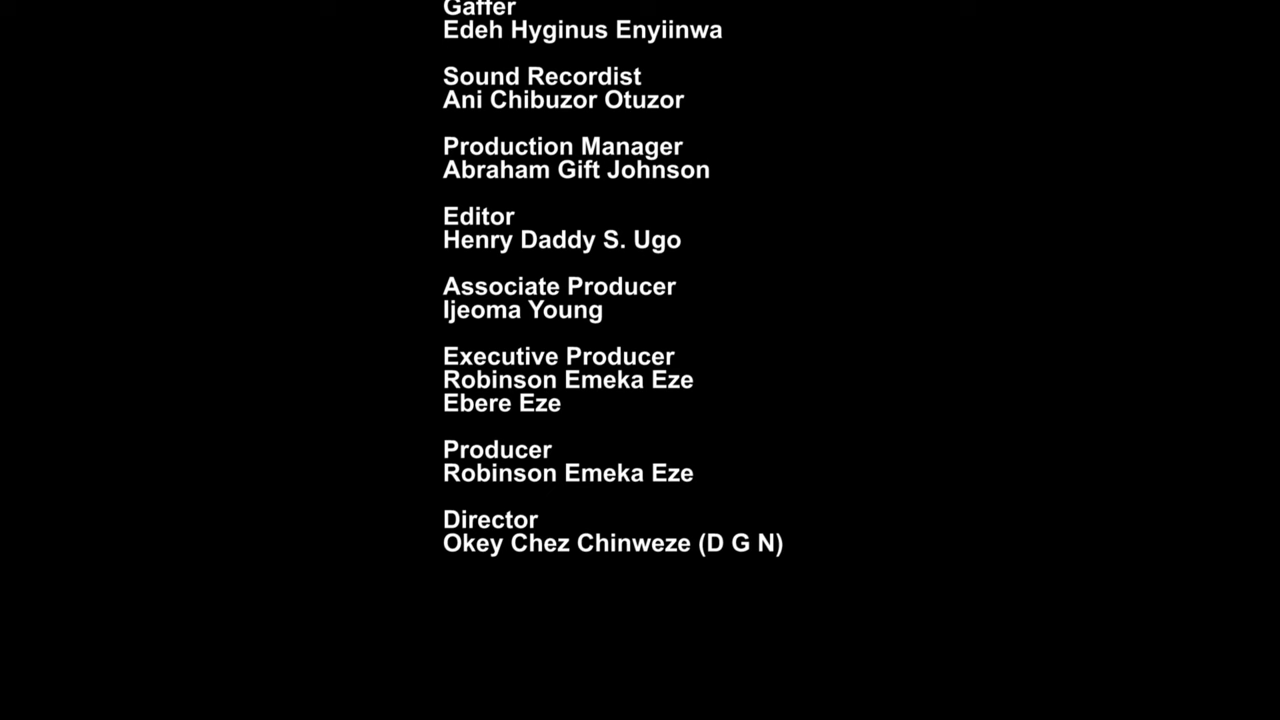 Gaffer
Edeh Hyginus Enyiinwa
Sound Recordist
Ani Chibuzor Otuzor
Production Manager
Abraham Gift Johnson
Editor
Henry Daddy S. Ugo
Associate Producer
Ijeoma Young
Executive Producer
Robinson Emeka Eze
Ebere Eze
Producer
Robinson Emeka Eze
Director
Okey Chez Chinweze (D G N)